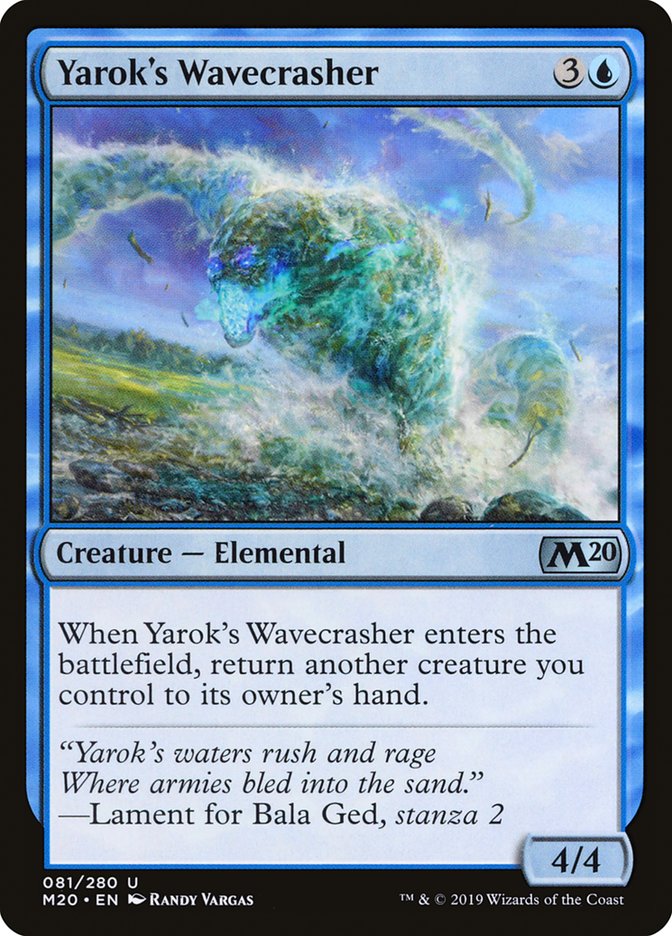 Yarok's Wavecrasher 3
Creature — Elemental M20
When Yarok's Wavecrasher enters the
battlefield, return another creature you
control to its owner's hand.
“Yarok's waters rush and rage
Where armies bled into the sand.”
—Lament for Bala Ged, stanza 2
4/4
081/280 U
M20 • EN Randy Vargas
™ & © 2019 Wizards of the Coast